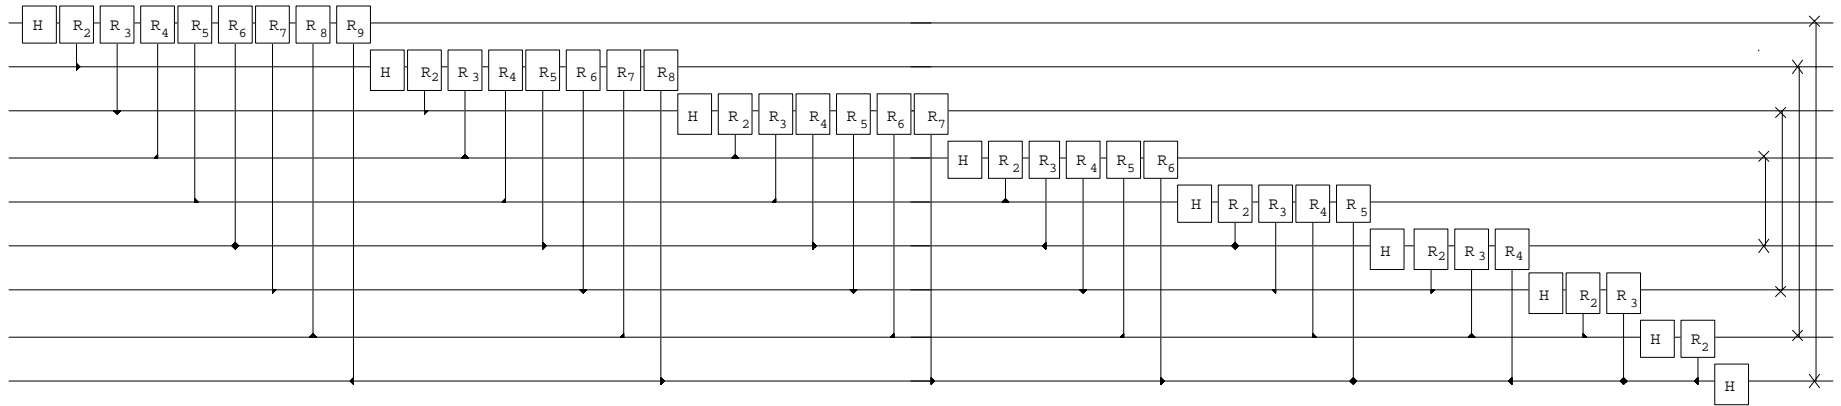 H R2 R3 R4 R5 R6 R7 R8 R9
H R2 R3 R4 R5 R6 R7 R8
H R2 R3 R4 R5 R6 R7
H R2 R3 R4 R5 R6
H R2 R3 R4 R5
H R2 R3 R4
H R2 R3
H R2
H